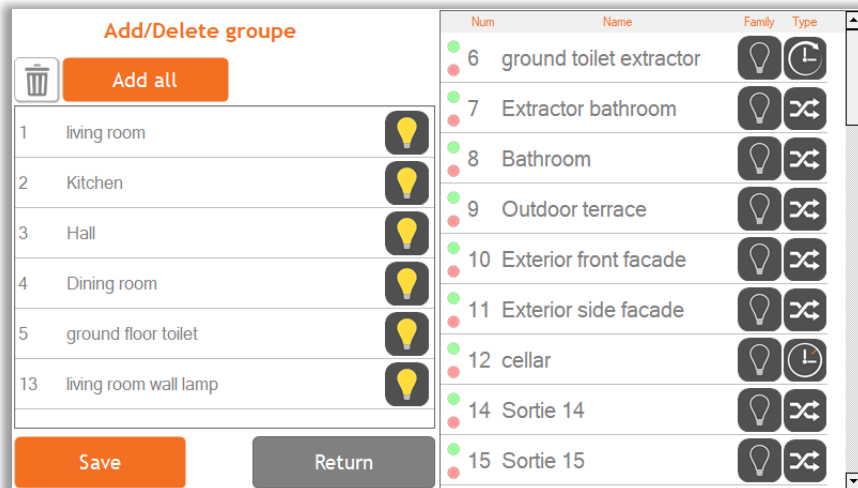 Add/Delete groupe
Add all
1 living room
2 Kitchen
3 Hall
4 Dining room
5 ground floor toilet
13 living room wall lamp
Save
Return
Num Name Family Type
6 ground toilet extractor
7 Extractor bathroom
8 Bathroom
9 Outdoor terrace
10 Exterior front facade
11 Exterior side facade
12 cellar
14 Sortie 14
15 Sortie 15